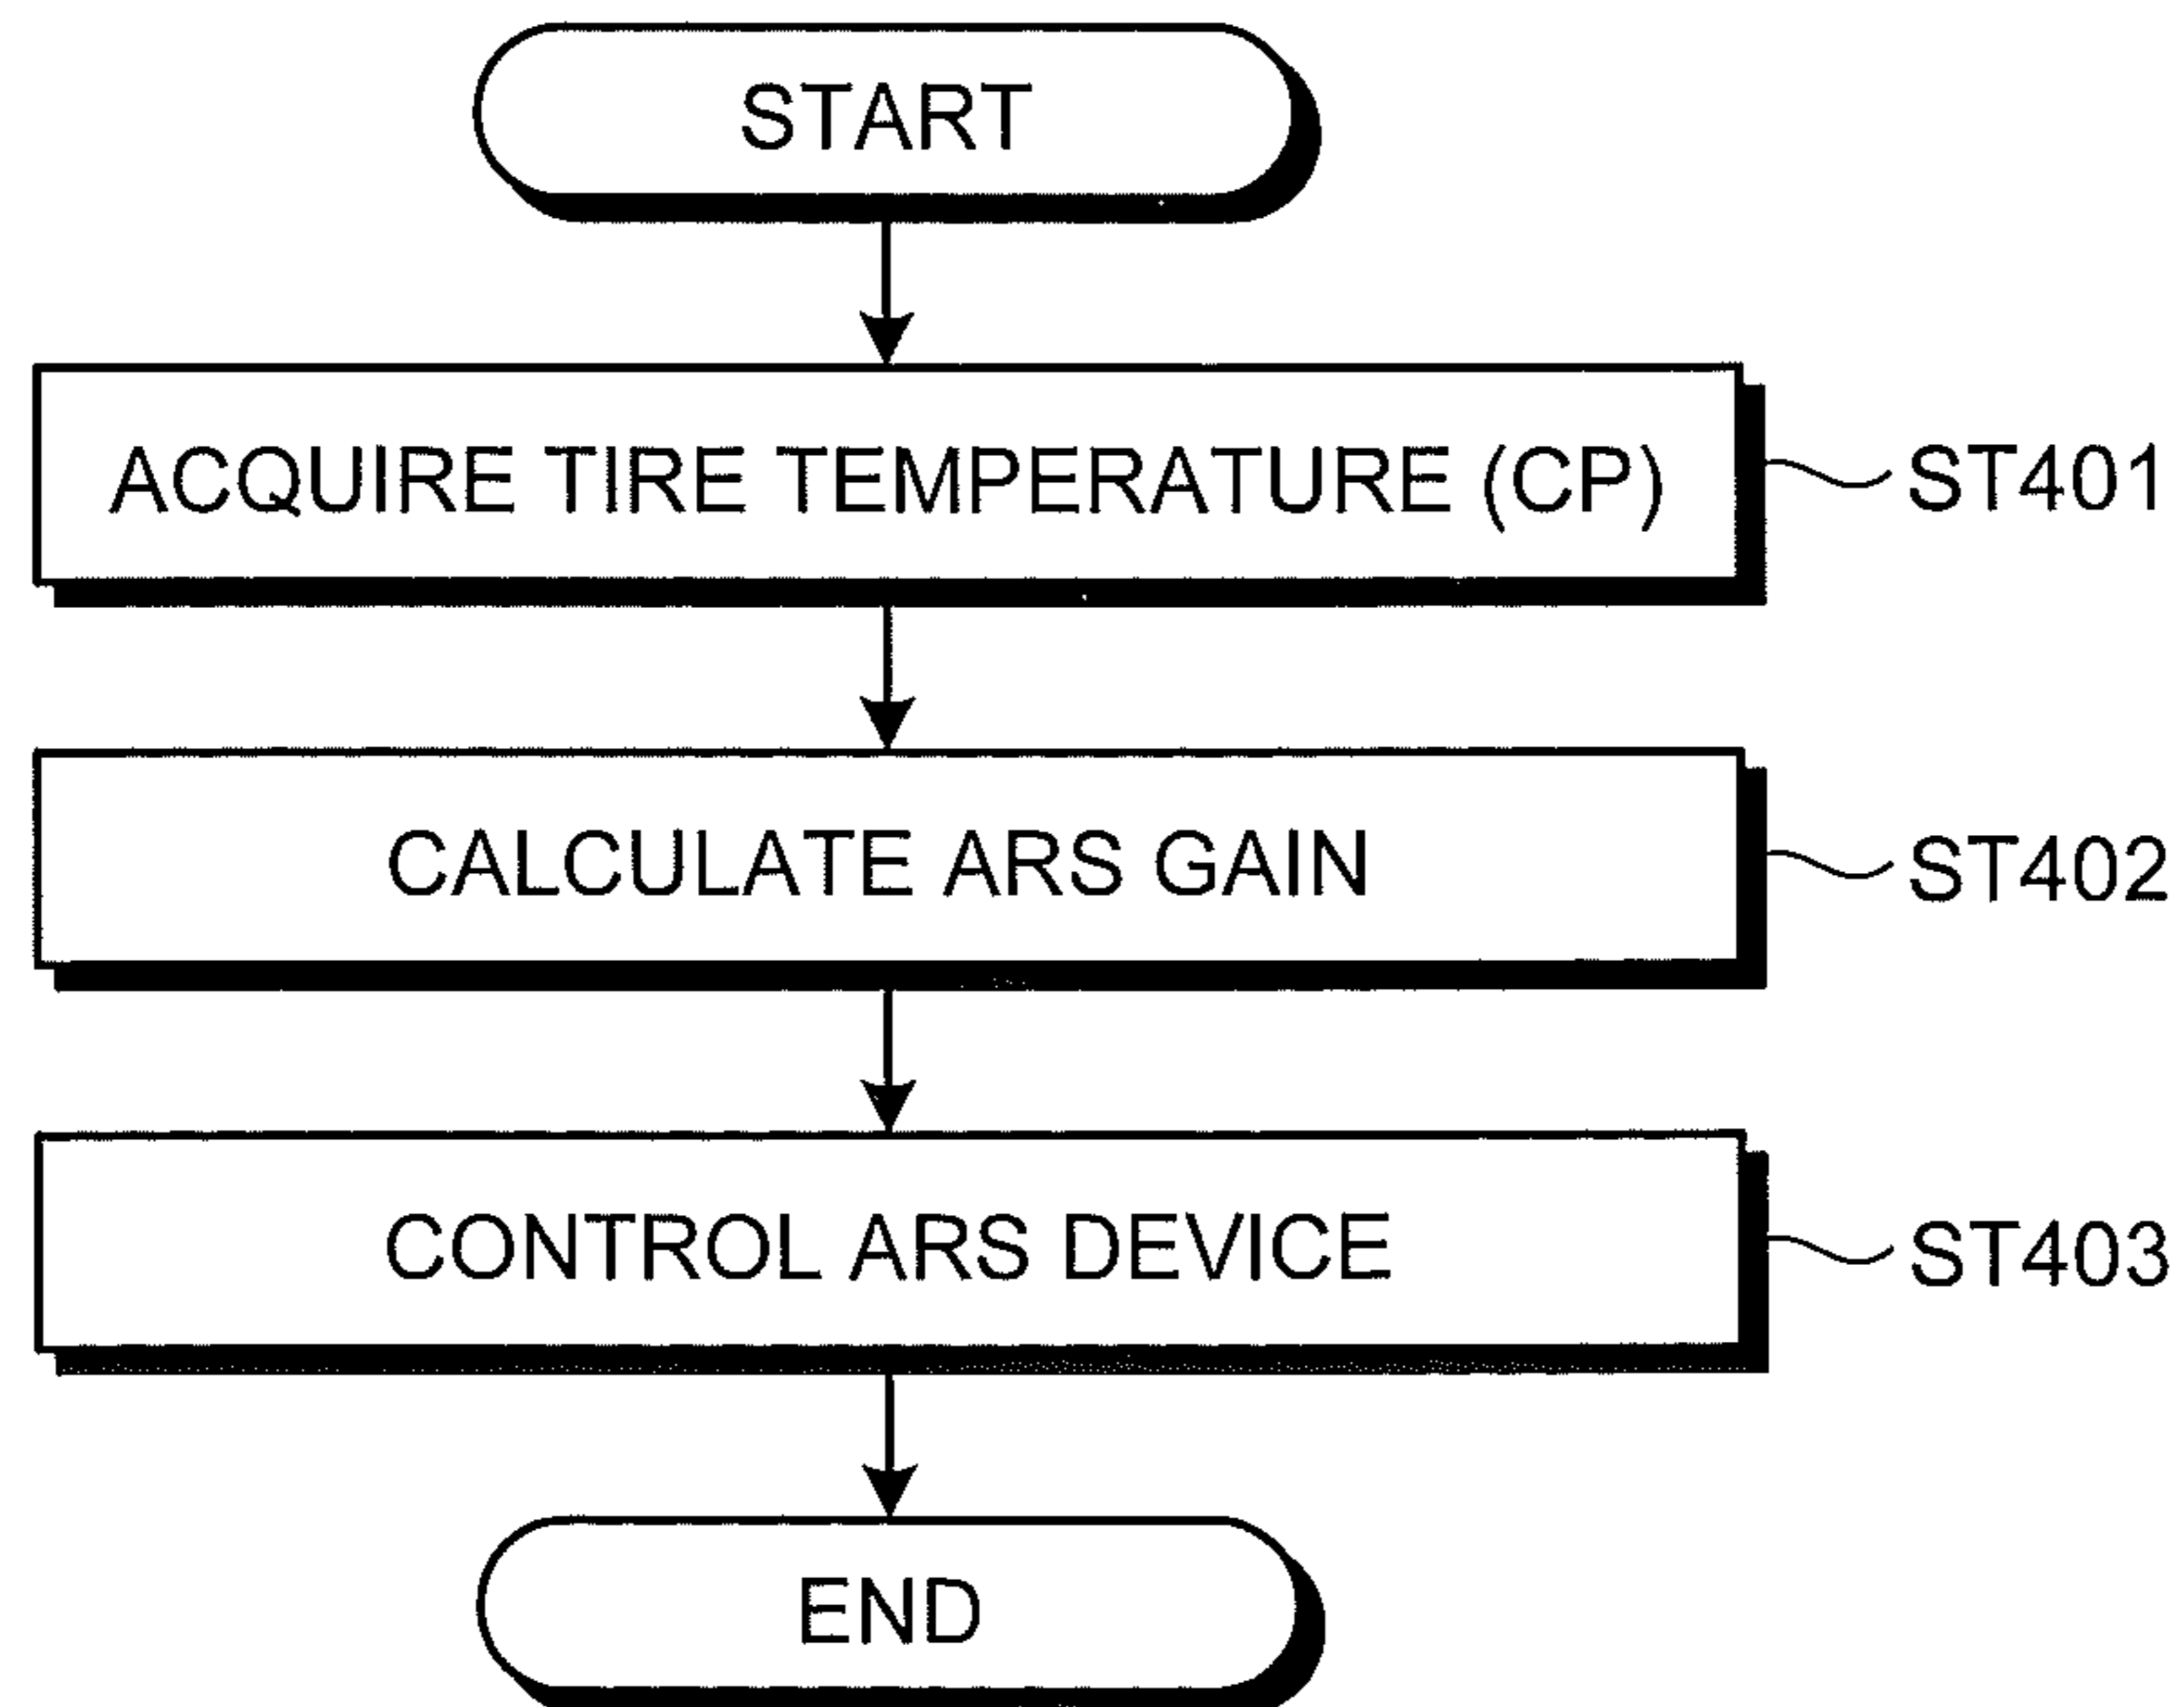 START
ACQUIRE TIRE TEMPERATURE (CP) ST401
CALCULATE ARS GAIN ST402
CONTROL ARS DEVICE ST403
END